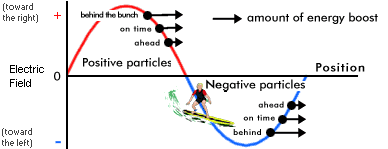 (toward
the right)
+
behind the bunch
on time
ahead
amount of energy boost
Positive particles
Electric
Field
0
Position
Negative particles
ahead
on time
behind
(toward
the left)
-